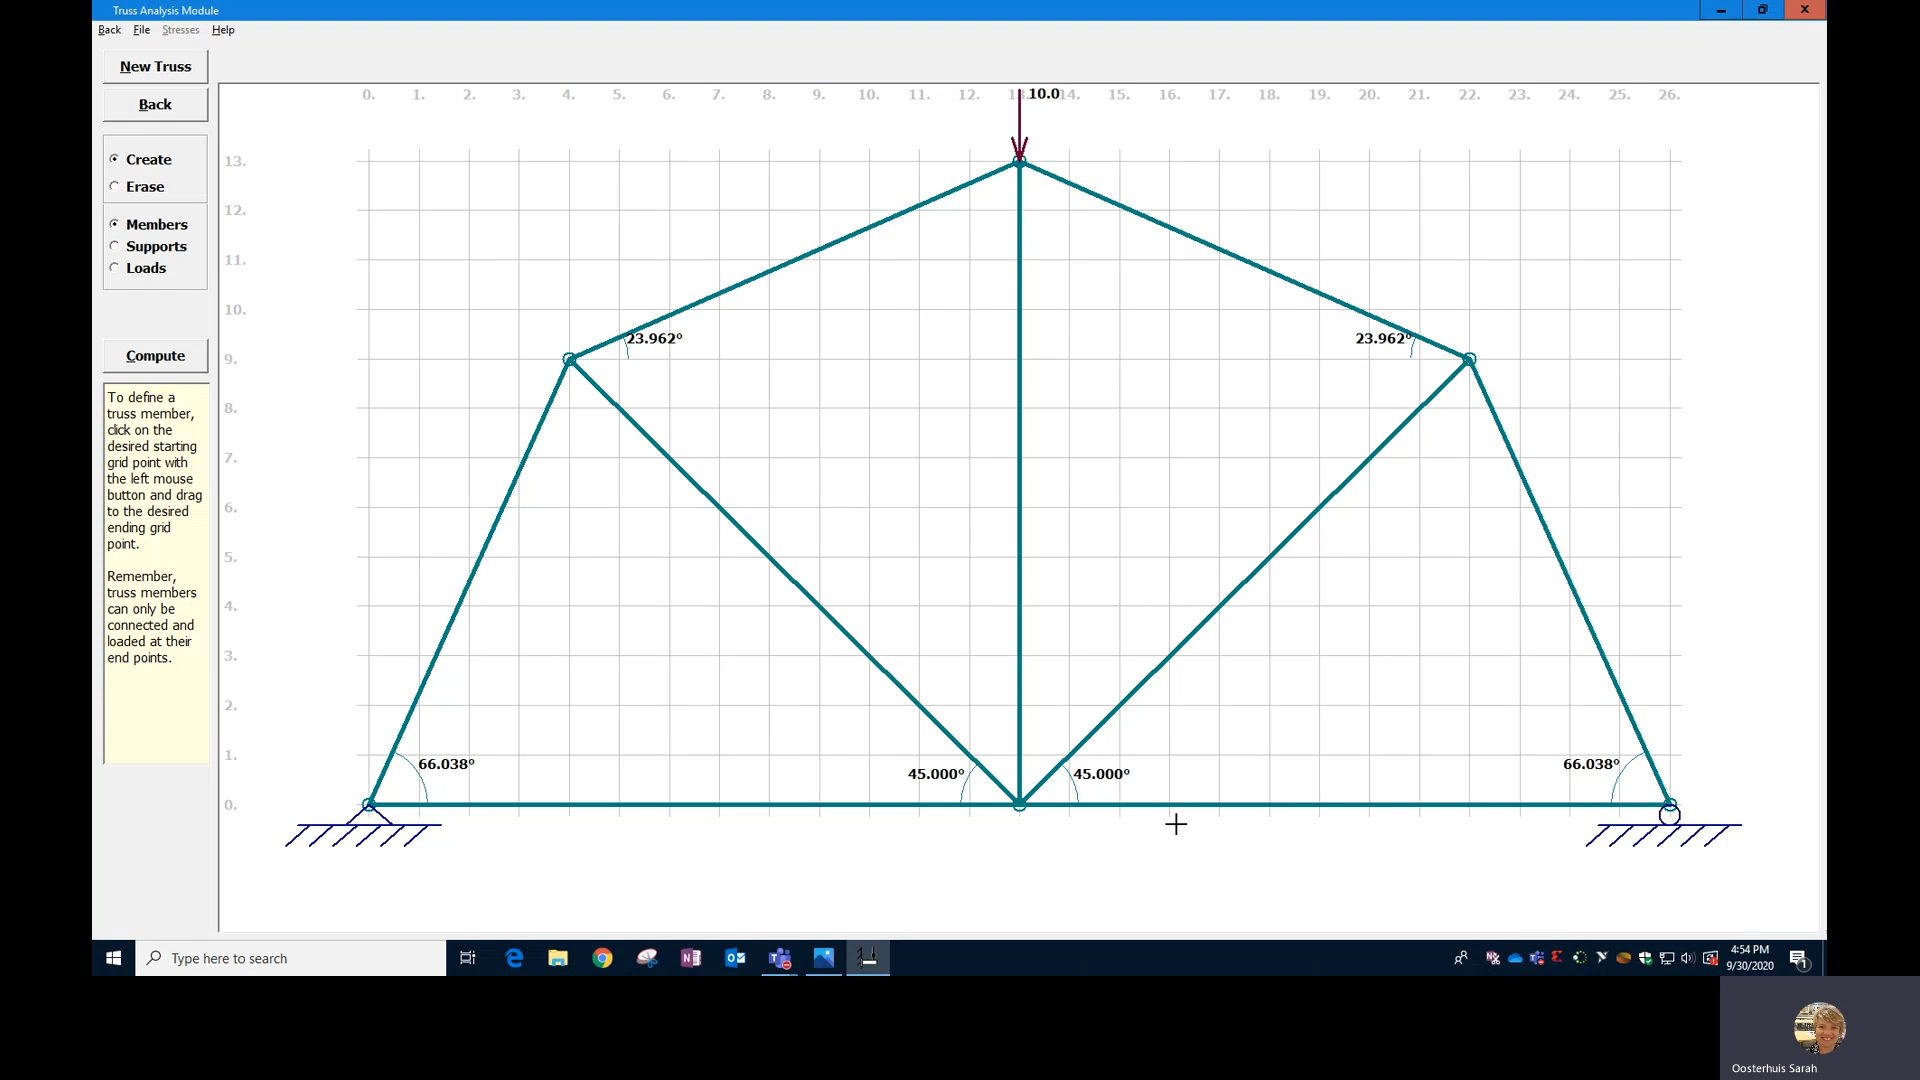 Truss Analysis Module
Back File Stresses Help
New Truss
Back
Create
Erase
Members
Supports
Loads
Compute
To define a
truss member,
click on the
desired starting
grid point with
the left mouse
button and drag
to the desired
ending grid
point.
Remember,
truss members
can only be
connected and
loaded at their
end points.
0. 1. 2. 3. 4. 5. 6. 7. 8. 9. 10. 11. 12. 10.0 14. 15. 16. 17. 18. 19. 20. 21. 22. 23. 24. 25. 26.
13.
12.
11.
10.
9.
8.
7.
6.
5.
4.
3.
2.
1.
0.
23.962° 23.962°
66.038° 45.000° 45.000° 66.038°
Type here to search
4:54 PM
9/30/2020
1
Oosterhuis Sarah